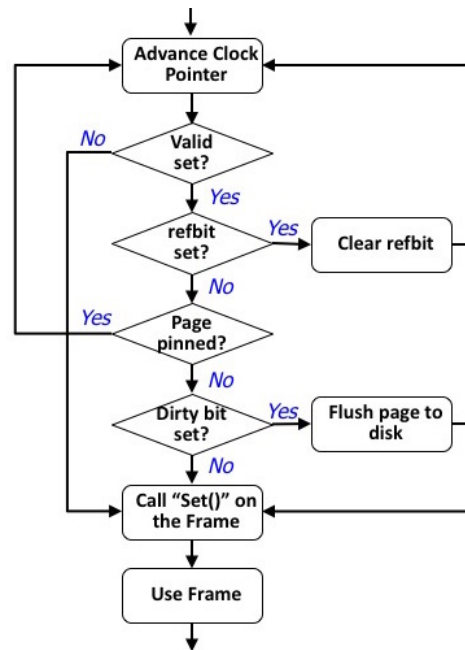 Advance Clock
Pointer
No
Valid
set?
Yes
refbit
set?
Yes
Clear refbit
No
Yes
Page
pinned?
No
Dirty bit
set?
Yes
Flush page to
disk
No
Call “Set()” on
the Frame
Use Frame